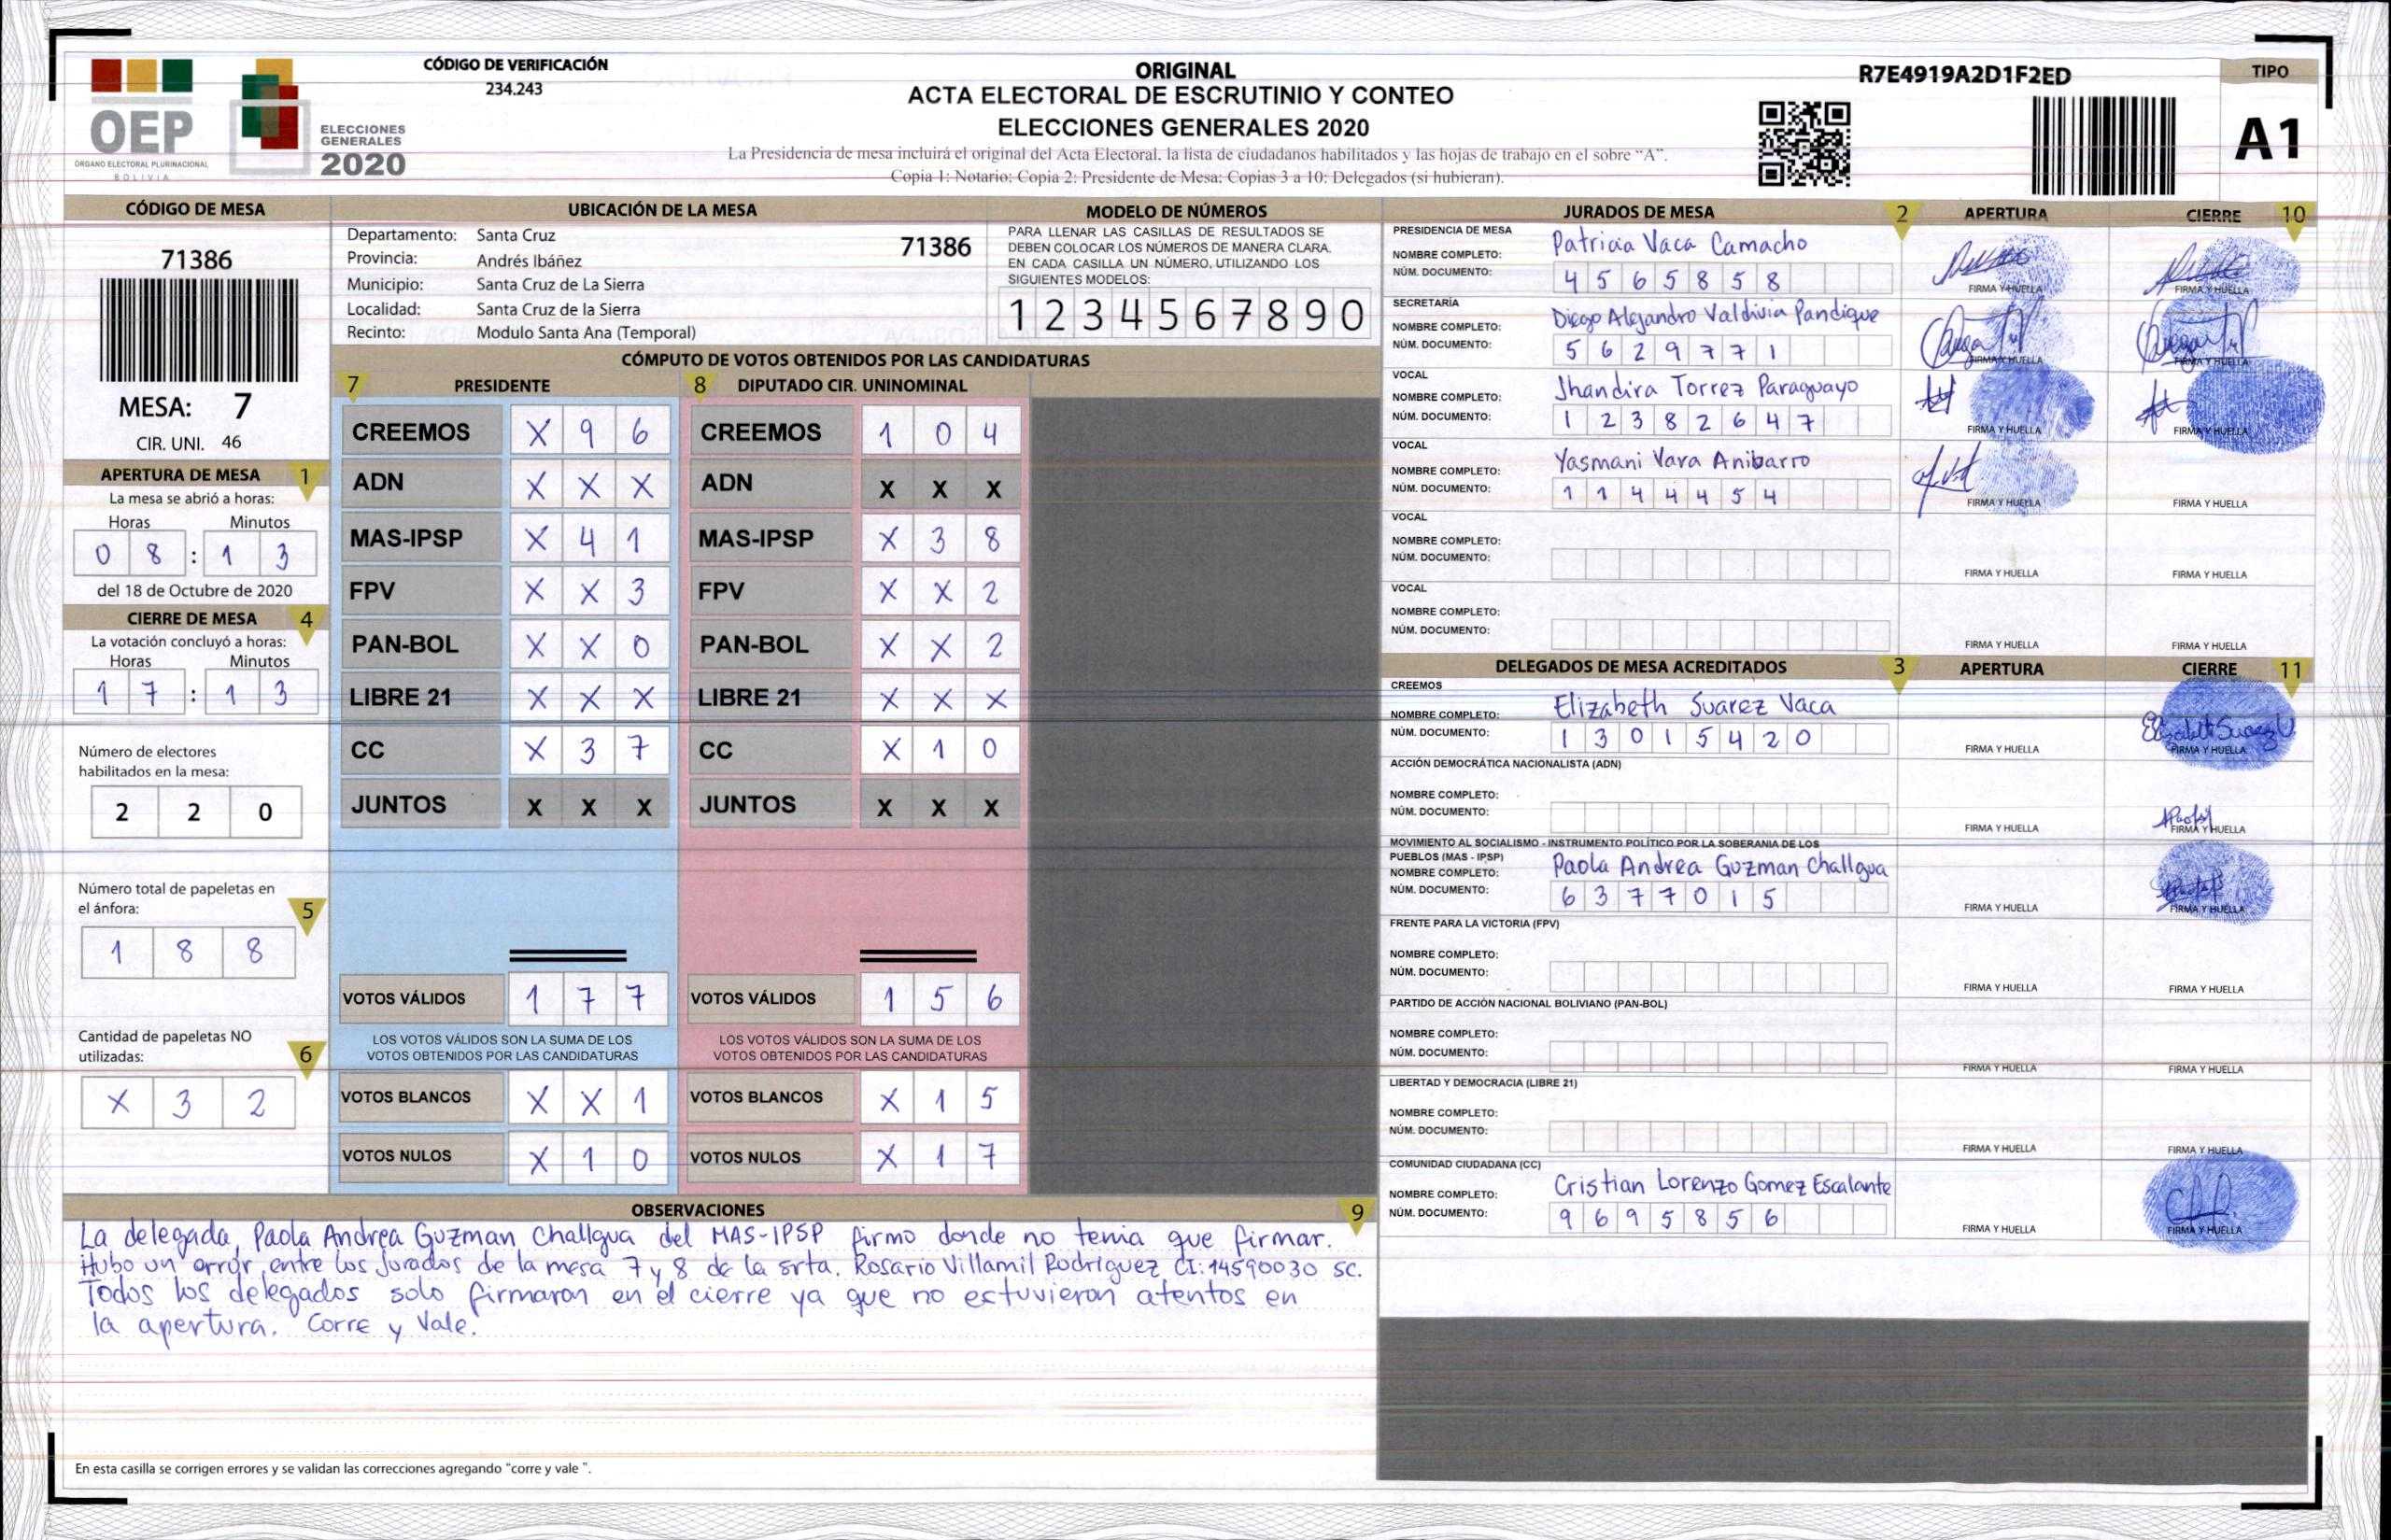 OEP
ÓRGANO ELECTORAL PLURINACIONAL
BOLIVIA
ELECCIONES
GENERALES
2020
CÓDIGO DE VERIFICACIÓN
234.243
ORIGINAL
ACTA ELECTORAL DE ESCRUTINIO Y CONTEO
ELECCIONES GENERALES 2020
La Presidencia de mesa incluirá el original del Acta Electoral, la lista de ciudadanos habilitados y las hojas de trabajo en el sobre "A".
Copia 1: Notario; Copia 2: Presidente de Mesa; Copias 3 a 10: Delegados (si hubieran).
R7E4919A2D1F2ED
TIPO
A1
CÓDIGO DE MESA
71386
MESA: 7
CIR. UNI. 46
APERTURA DE MESA 1
La mesa se abrió a horas:
Horas Minutos
0 8 : 1 3
del 18 de Octubre de 2020
CIERRE DE MESA 4
La votación concluyó a horas:
Horas Minutos
1 7 : 1 3
Número de electores
habilitados en la mesa:
2 2 0
Número total de papeletas en
el ánfora: 5
1 8 8
Cantidad de papeletas NO
utilizadas: 6
X 3 2
UBICACIÓN DE LA MESA
Departamento: Santa Cruz
71386
Provincia: Andrés Ibáñez
Municipio: Santa Cruz de La Sierra
Localidad: Santa Cruz de la Sierra
Recinto: Modulo Santa Ana (Temporal)
MODELO DE NÚMEROS
PARA LLENAR LAS CASILLAS DE RESULTADOS SE
DEBEN COLOCAR LOS NÚMEROS DE MANERA CLARA.
EN CADA CASILLA UN NÚMERO, UTILIZANDO LOS
SIGUIENTES MODELOS:
1 2 3 4 5 6 7 8 9 0
CÓMPUTO DE VOTOS OBTENIDOS POR LAS CANDIDATURAS
7 PRESIDENTE 8 DIPUTADO CIR. UNINOMINAL
CREEMOS X 9 6 CREEMOS 1 0 4
ADN X X X ADN X X X
MAS-IPSP X 4 1 MAS-IPSP X 3 8
FPV X X 3 FPV X X 2
PAN-BOL X X 0 PAN-BOL X X 2
LIBRE 21 X X X LIBRE 21 X X X
CC X 3 7 CC X 1 0
JUNTOS X X X JUNTOS X X X
VOTOS VÁLIDOS 1 7 7 VOTOS VÁLIDOS 1 5 6
LOS VOTOS VÁLIDOS SON LA SUMA DE LOS LOS VOTOS VÁLIDOS SON LA SUMA DE LOS
VOTOS OBTENIDOS POR LAS CANDIDATURAS VOTOS OBTENIDOS POR LAS CANDIDATURAS
VOTOS BLANCOS X X 1 VOTOS BLANCOS X 1 5
VOTOS NULOS X 1 0 VOTOS NULOS X 1 7
OBSERVACIONES 9
La delegada, Paola Andrea Guzman Challgua del MAS-IPSP firmo donde no tenia que firmar.
Hubo un error entre los jurados de la mesa 7 y 8 de la srta. Rosario Villamil Rodriguez CI:14590030 SC.
Todos los delegados solo firmaron en el cierre ya que no estuvieron atentos en
la apertura. Corre y Vale.
En esta casilla se corrigen errores y se validan las correcciones agregando "corre y vale ".
JURADOS DE MESA 2 APERTURA CIERRE 10
PRESIDENCIA DE MESA
NOMBRE COMPLETO: Patricia Vaca Camacho
NÚM. DOCUMENTO: 4 5 6 5 8 5 8
FIRMA Y HUELLA FIRMA Y HUELLA
SECRETARÍA
NOMBRE COMPLETO: Diego Alejandro Valdivia Pandique
NÚM. DOCUMENTO: 5 6 2 9 7 7 1
FIRMA Y HUELLA FIRMA Y HUELLA
VOCAL
NOMBRE COMPLETO: Jhandira Torrez Paraguayo
NÚM. DOCUMENTO: 1 2 3 8 2 6 4 7
FIRMA Y HUELLA FIRMA Y HUELLA
VOCAL
NOMBRE COMPLETO: Yasmani Vara Anibarro
NÚM. DOCUMENTO: 1 1 4 4 4 5 4
FIRMA Y HUELLA FIRMA Y HUELLA
VOCAL
NOMBRE COMPLETO:
NÚM. DOCUMENTO:
FIRMA Y HUELLA FIRMA Y HUELLA
VOCAL
NOMBRE COMPLETO:
NÚM. DOCUMENTO:
FIRMA Y HUELLA FIRMA Y HUELLA
DELEGADOS DE MESA ACREDITADOS 3 APERTURA CIERRE 11
CREEMOS
NOMBRE COMPLETO: Elizabeth Suarez Vaca
NÚM. DOCUMENTO: 1 3 0 1 5 4 2 0
FIRMA Y HUELLA FIRMA Y HUELLA
ACCIÓN DEMOCRÁTICA NACIONALISTA (ADN)
NOMBRE COMPLETO:
NÚM. DOCUMENTO:
FIRMA Y HUELLA FIRMA Y HUELLA
MOVIMIENTO AL SOCIALISMO - INSTRUMENTO POLÍTICO POR LA SOBERANIA DE LOS
PUEBLOS (MAS - IPSP)
NOMBRE COMPLETO: Paola Andrea Guzman Challgua
NÚM. DOCUMENTO: 6 3 7 7 0 1 5
FIRMA Y HUELLA FIRMA Y HUELLA
FRENTE PARA LA VICTORIA (FPV)
NOMBRE COMPLETO:
NÚM. DOCUMENTO:
FIRMA Y HUELLA FIRMA Y HUELLA
PARTIDO DE ACCIÓN NACIONAL BOLIVIANO (PAN-BOL)
NOMBRE COMPLETO:
NÚM. DOCUMENTO:
FIRMA Y HUELLA FIRMA Y HUELLA
LIBERTAD Y DEMOCRACIA (LIBRE 21)
NOMBRE COMPLETO:
NÚM. DOCUMENTO:
FIRMA Y HUELLA FIRMA Y HUELLA
COMUNIDAD CIUDADANA (CC)
NOMBRE COMPLETO: Cristian Lorenzo Gomez Escalante
NÚM. DOCUMENTO: 9 6 9 5 8 5 6
FIRMA Y HUELLA FIRMA Y HUELLA